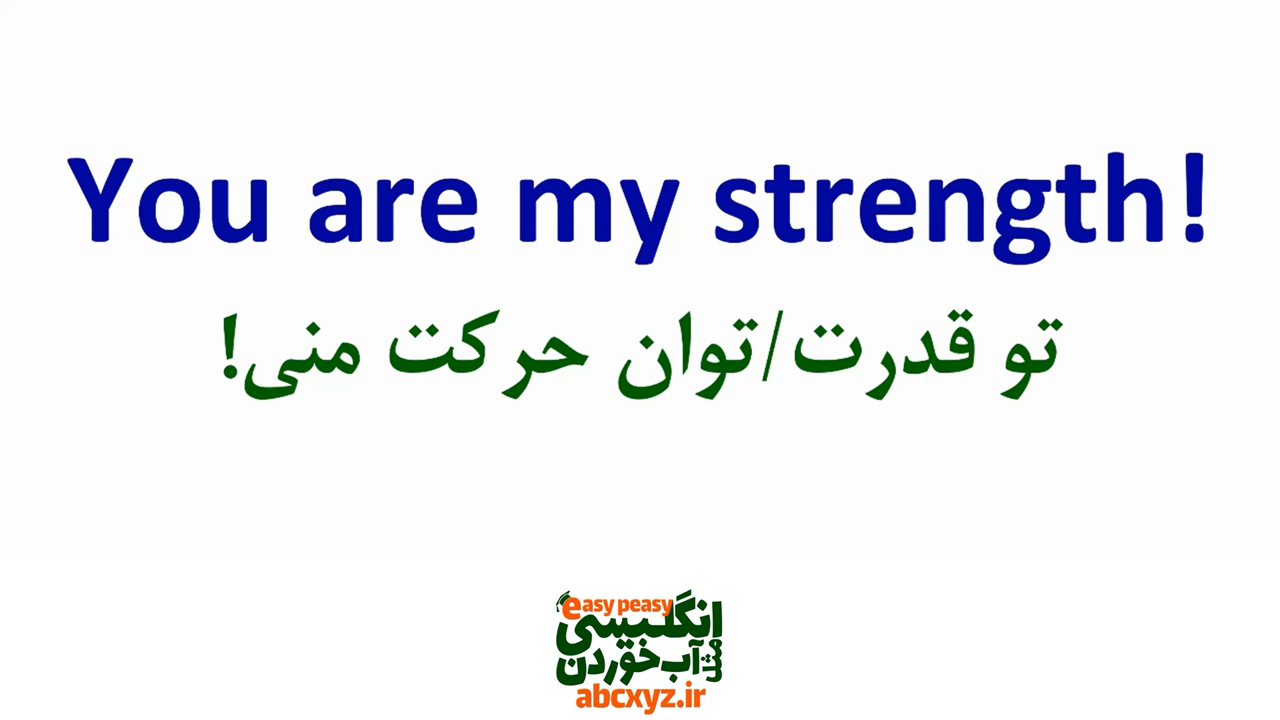 You are my strength!
تو قدرت/توان حرکت منی!
easy peasy
انگلیسی
مثل آب خوردن
abcxyz.ir